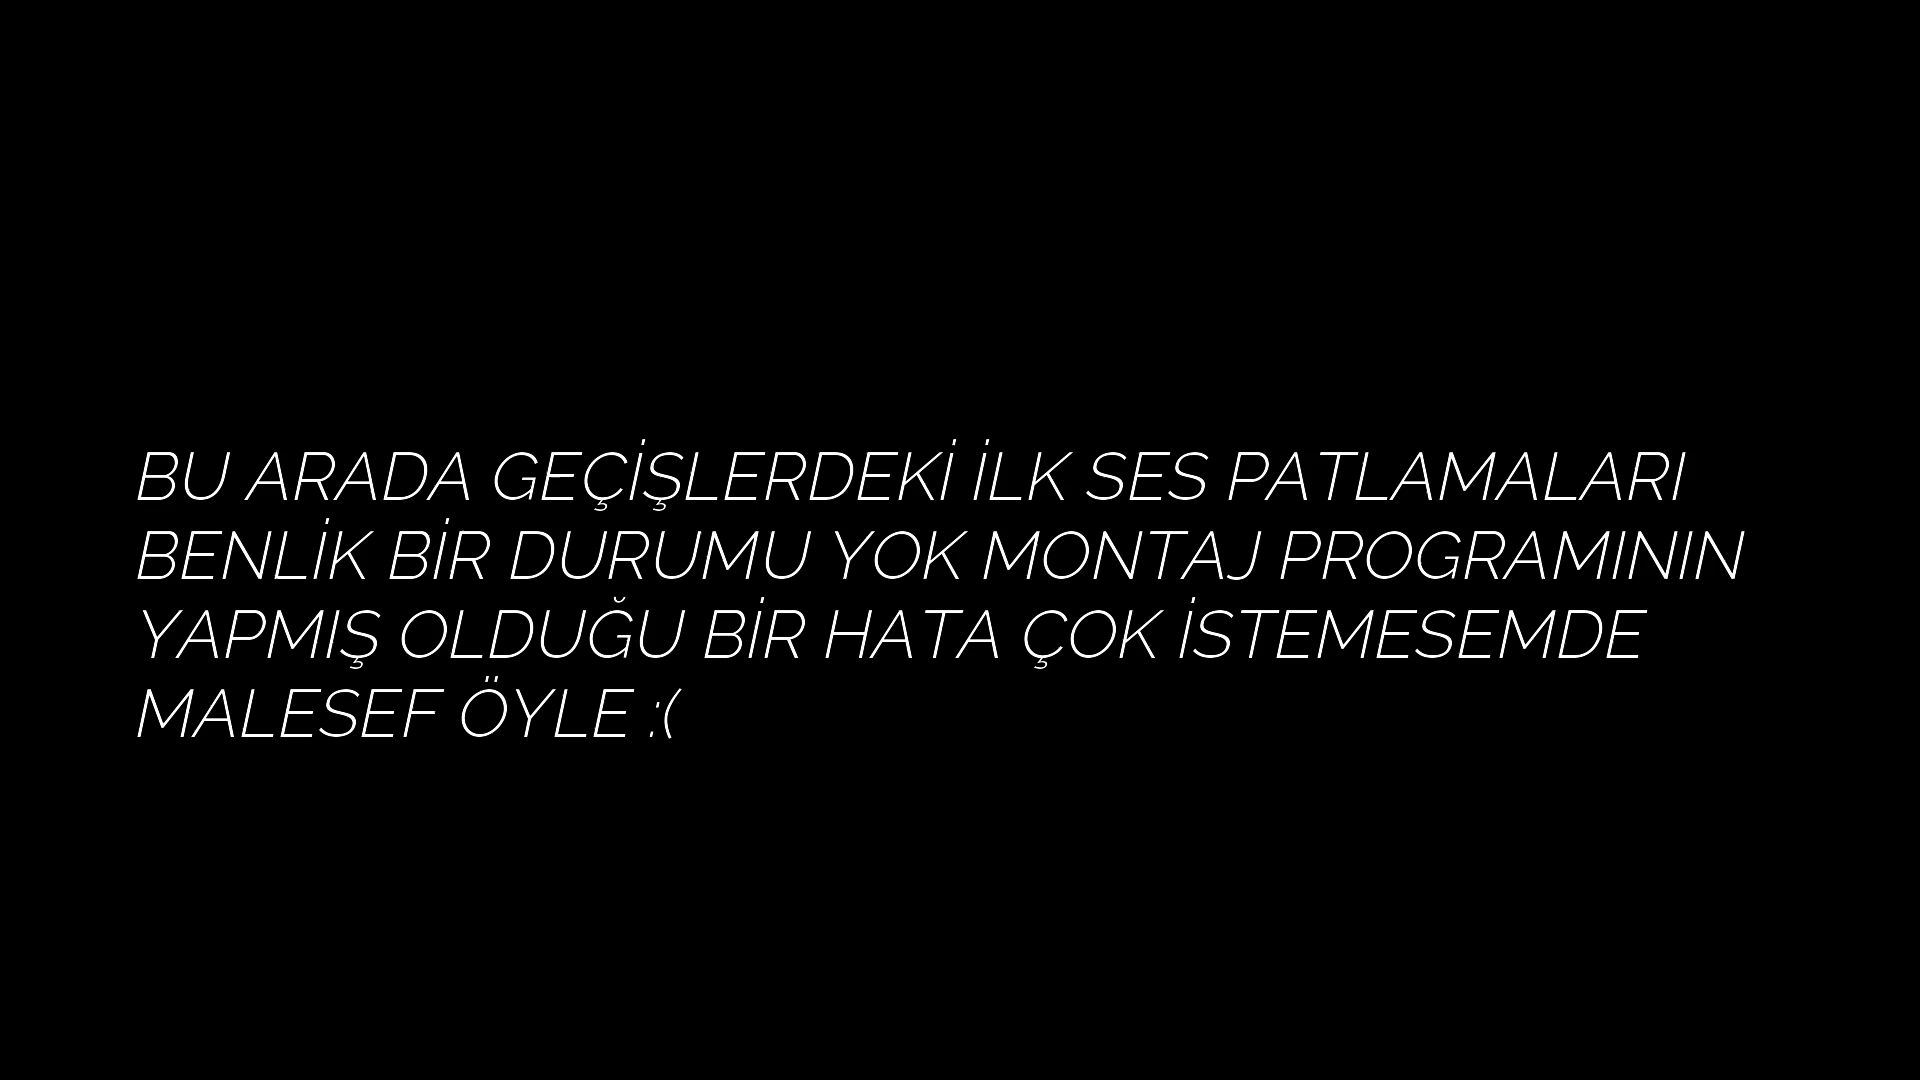 BU ARADA GEÇİŞLERDEKİ İLK SES PATLAMALARI
BENLİK BİR DURUMU YOK MONTAJ PROGRAMININ
YAPMIŞ OLDUĞU BİR HATA ÇOK İSTEMESEMDE
MALESEF ÖYLE :(